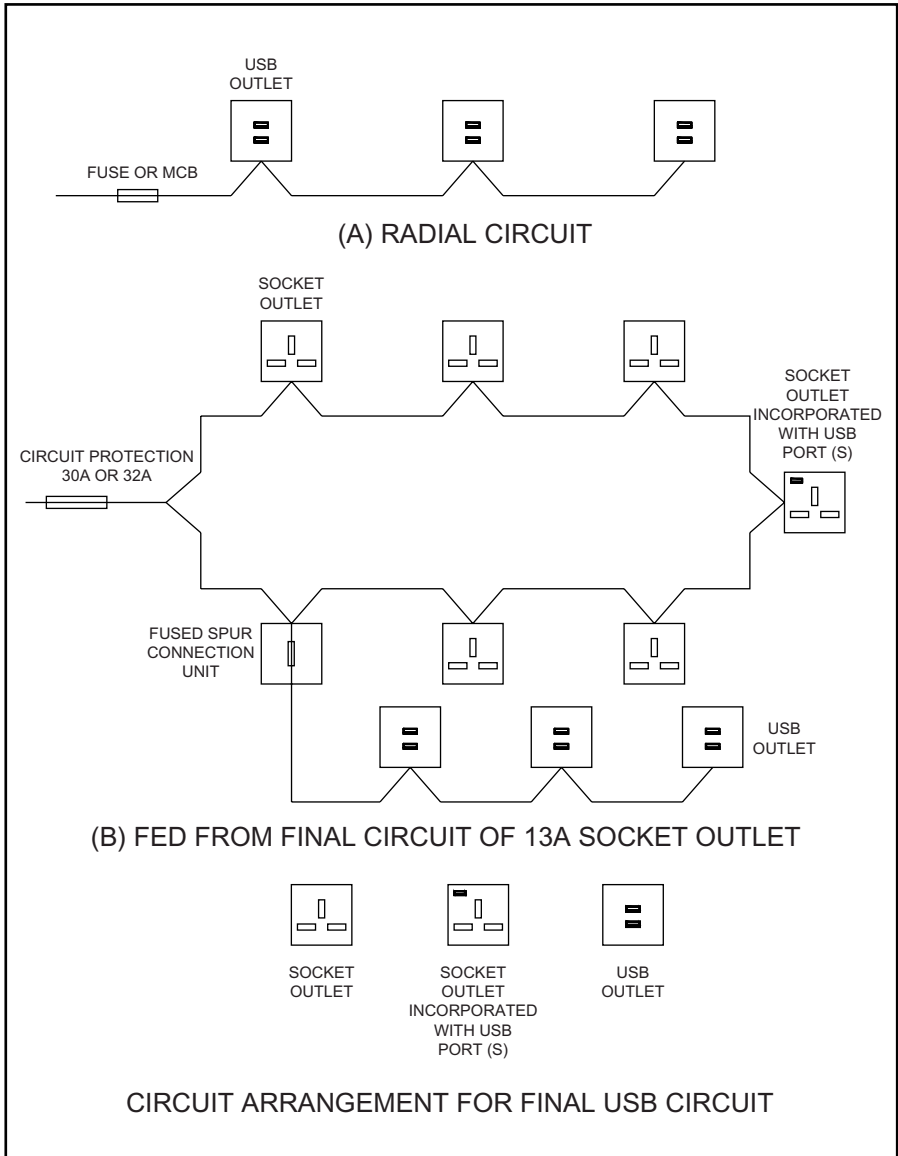 USB
OUTLET
FUSE OR MCB
(A) RADIAL CIRCUIT
SOCKET
OUTLET
SOCKET
OUTLET
INCORPORATED
WITH USB
PORT (S)
CIRCUIT PROTECTION
30A OR 32A
FUSED SPUR
CONNECTION
UNIT
USB
OUTLET
(B) FED FROM FINAL CIRCUIT OF 13A SOCKET OUTLET
SOCKET
OUTLET
SOCKET
OUTLET
INCORPORATED
WITH USB
PORT (S)
USB
OUTLET
CIRCUIT ARRANGEMENT FOR FINAL USB CIRCUIT